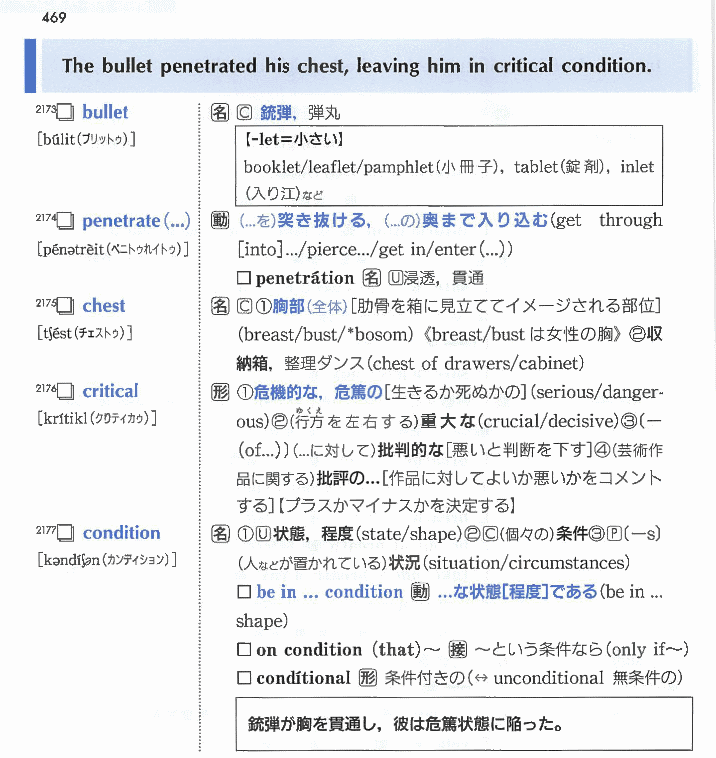 469
The bullet penetrated his chest, leaving him in critical condition.
2173 □ bullet
[búlit(ブリットゥ)]
名 C 銃弾, 弾丸
【-let=小さい】
booklet/leaflet/pamphlet(小冊子), tablet(錠剤), inlet
(入り江)など
2174 □ penetrate(...)
[pénətrèit(ペニトゥれイトゥ)]
動 (...を)突き抜ける, (...の)奥まで入り込む(get through
[into].../pierce.../get in/enter(...))
□ penetrátion 名 U浸透, 貫通
2175 □ chest
[tʃést(チェストゥ)]
名 C①胸部(全体)[肋骨を箱に見立ててイメージされる部位]
(breast/bust/*bosom)《breast/bustは女性の胸》②収
納箱, 整理ダンス(chest of drawers/cabinet)
2176 □ critical
[krítikl(クりティカゥ)]
形 ①危機的な, 危篤の[生きるか死ぬかの](serious/danger-
ous)②(行方ゆくえを左右する)重大な(crucial/decisive)③(—
(of...))(...に対して)批判的な[悪いと判断を下す]④(芸術作
品に関する)批評の...[作品に対してよいか悪いかをコメント
する]【プラスかマイナスかを決定する】
2177 □ condition
[kəndíʃən(カンディション)]
名 ①U状態, 程度(state/shape)②C(個々の)条件③P(—s)
(人などが置かれている)状況(situation/circumstances)
□ be in ... condition 動 ...な状態[程度]である(be in ...
shape)
□ on condition (that)～ 接 ～という条件なら(only if～)
□ condítional 形 条件付きの(↔ unconditional 無条件の)
銃弾が胸を貫通し, 彼は危篤状態に陥った。